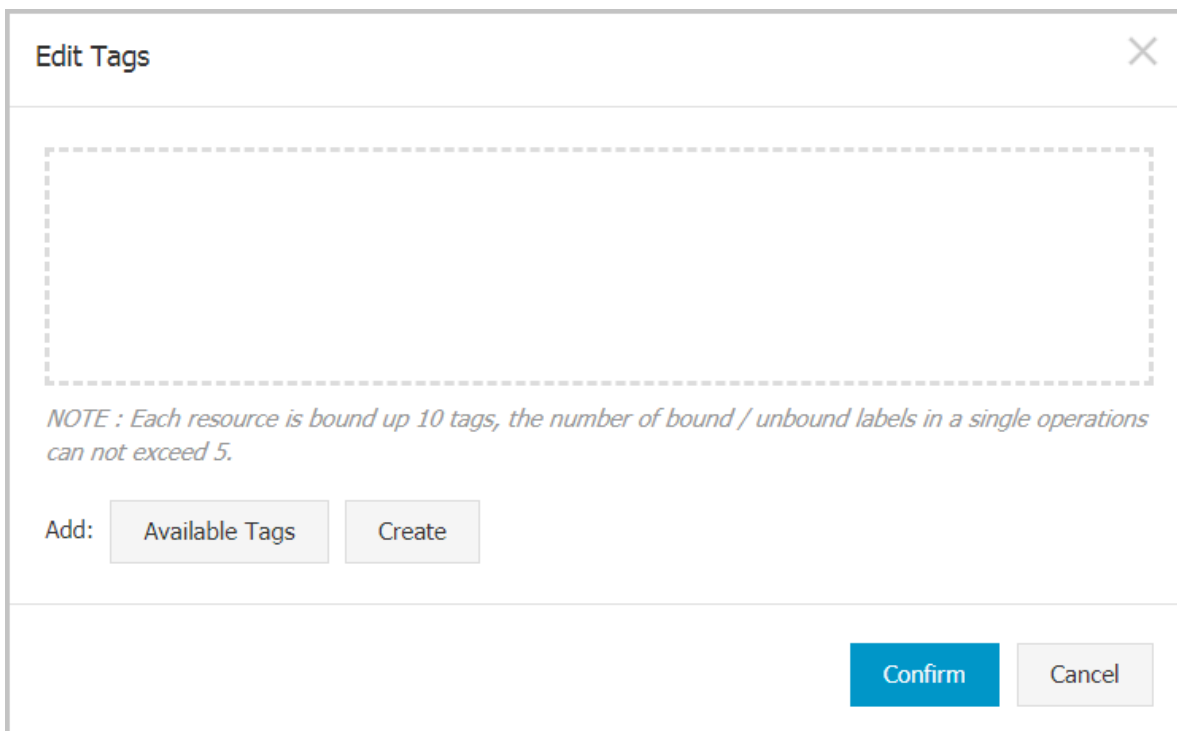 Edit Tags
NOTE : Each resource is bound up 10 tags, the number of bound / unbound labels in a single operations
can not exceed 5.
Add: Available Tags Create
Confirm Cancel